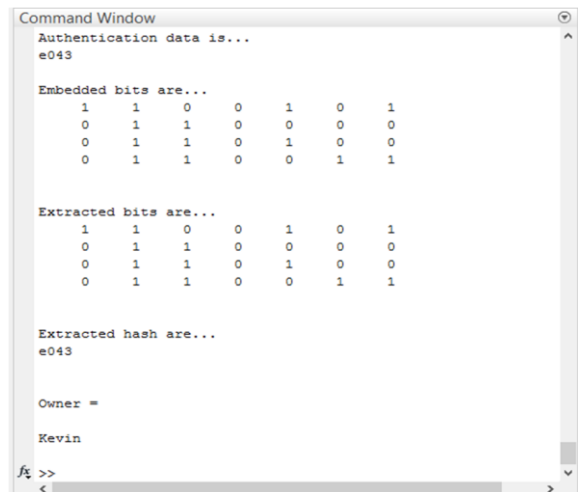 Command Window
Authentication data is...
e043
Embedded bits are...
1 1 0 0 1 0 1
0 1 1 0 0 0 0
0 1 1 0 1 0 0
0 1 1 0 0 1 1
Extracted bits are...
1 1 0 0 1 0 1
0 1 1 0 0 0 0
0 1 1 0 1 0 0
0 1 1 0 0 1 1
Extracted hash are...
e043
Owner =
Kevin
fx >>